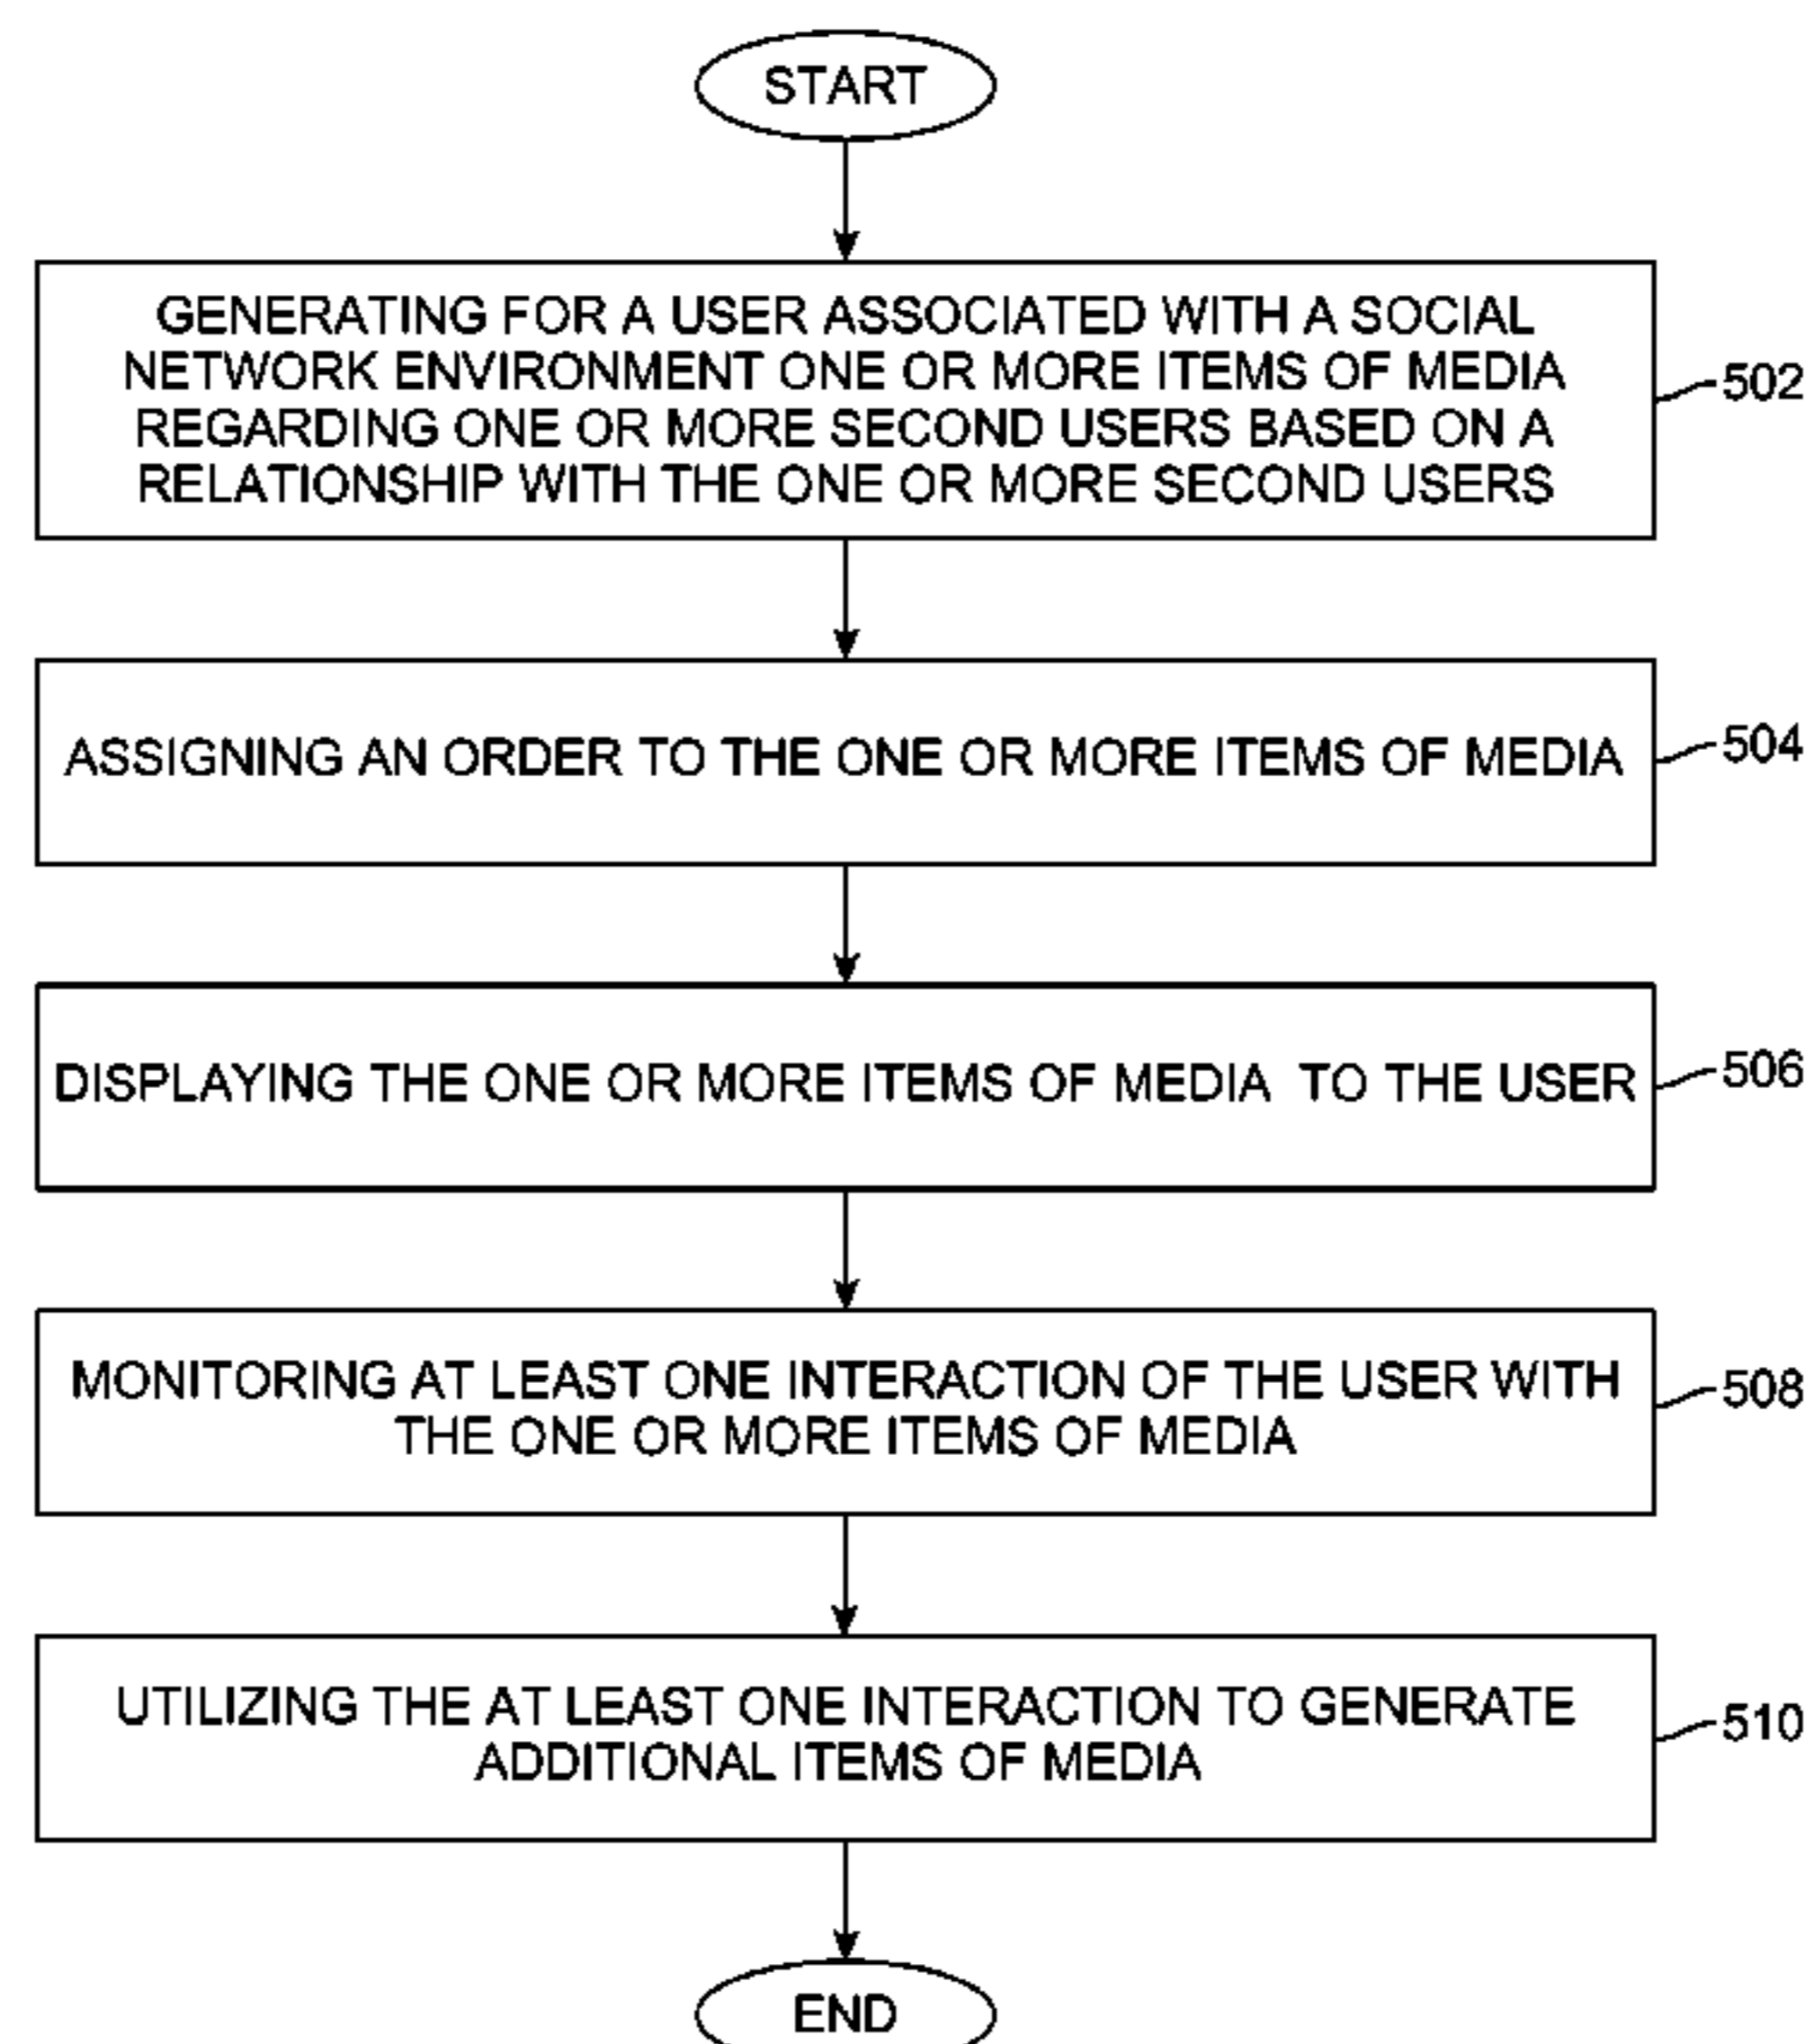 START
GENERATING FOR A USER ASSOCIATED WITH A SOCIAL
NETWORK ENVIRONMENT ONE OR MORE ITEMS OF MEDIA
REGARDING ONE OR MORE SECOND USERS BASED ON A
RELATIONSHIP WITH THE ONE OR MORE SECOND USERS
502
ASSIGNING AN ORDER TO THE ONE OR MORE ITEMS OF MEDIA
504
DISPLAYING THE ONE OR MORE ITEMS OF MEDIA TO THE USER
506
MONITORING AT LEAST ONE INTERACTION OF THE USER WITH
THE ONE OR MORE ITEMS OF MEDIA
508
UTILIZING THE AT LEAST ONE INTERACTION TO GENERATE
ADDITIONAL ITEMS OF MEDIA
510
END